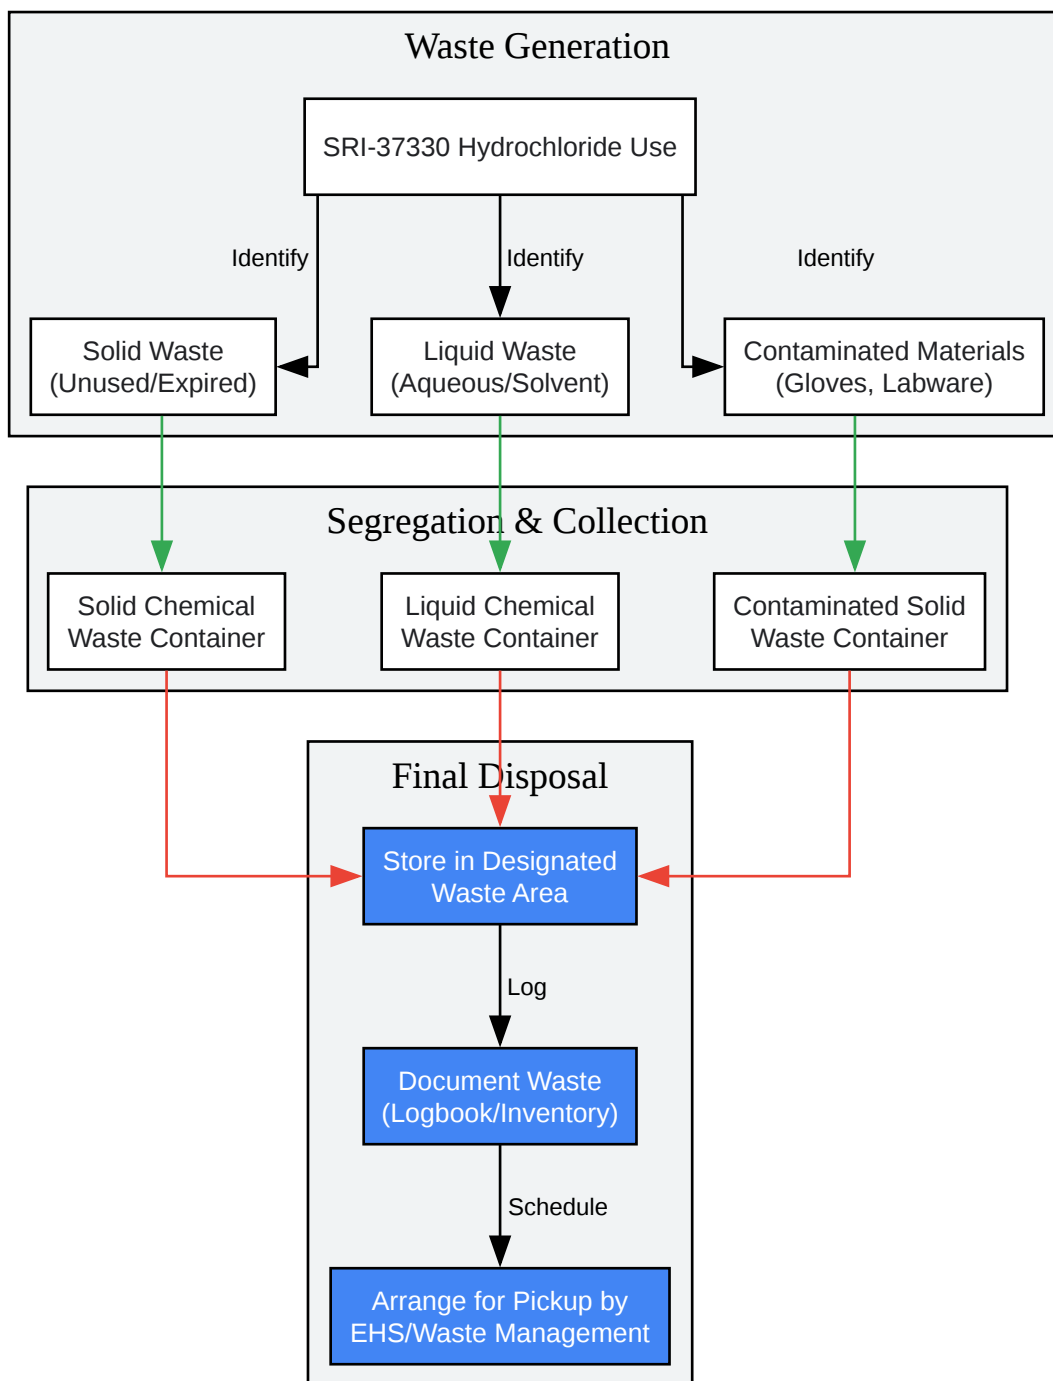 Waste Generation
SRI-37330 Hydrochloride Use
Identify
Identify
Identify
Solid Waste
(Unused/Expired)
Liquid Waste
(Aqueous/Solvent)
Contaminated Materials
(Gloves, Labware)
Segregation & Collection
Solid Chemical
Waste Container
Liquid Chemical
Waste Container
Contaminated Solid
Waste Container
Final Disposal
Store in Designated
Waste Area
Log
Document Waste
(Logbook/Inventory)
Schedule
Arrange for Pickup by
EHS/Waste Management